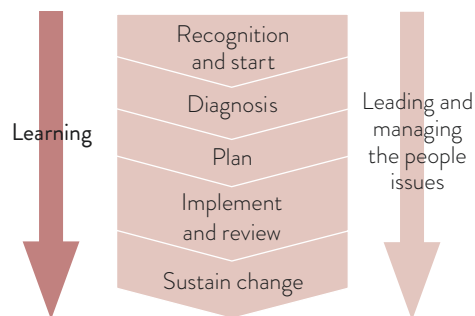 Recognition
and start
Diagnosis
Learning
Plan
Implement
and review
Sustain change
Leading and
managing
the people
issues